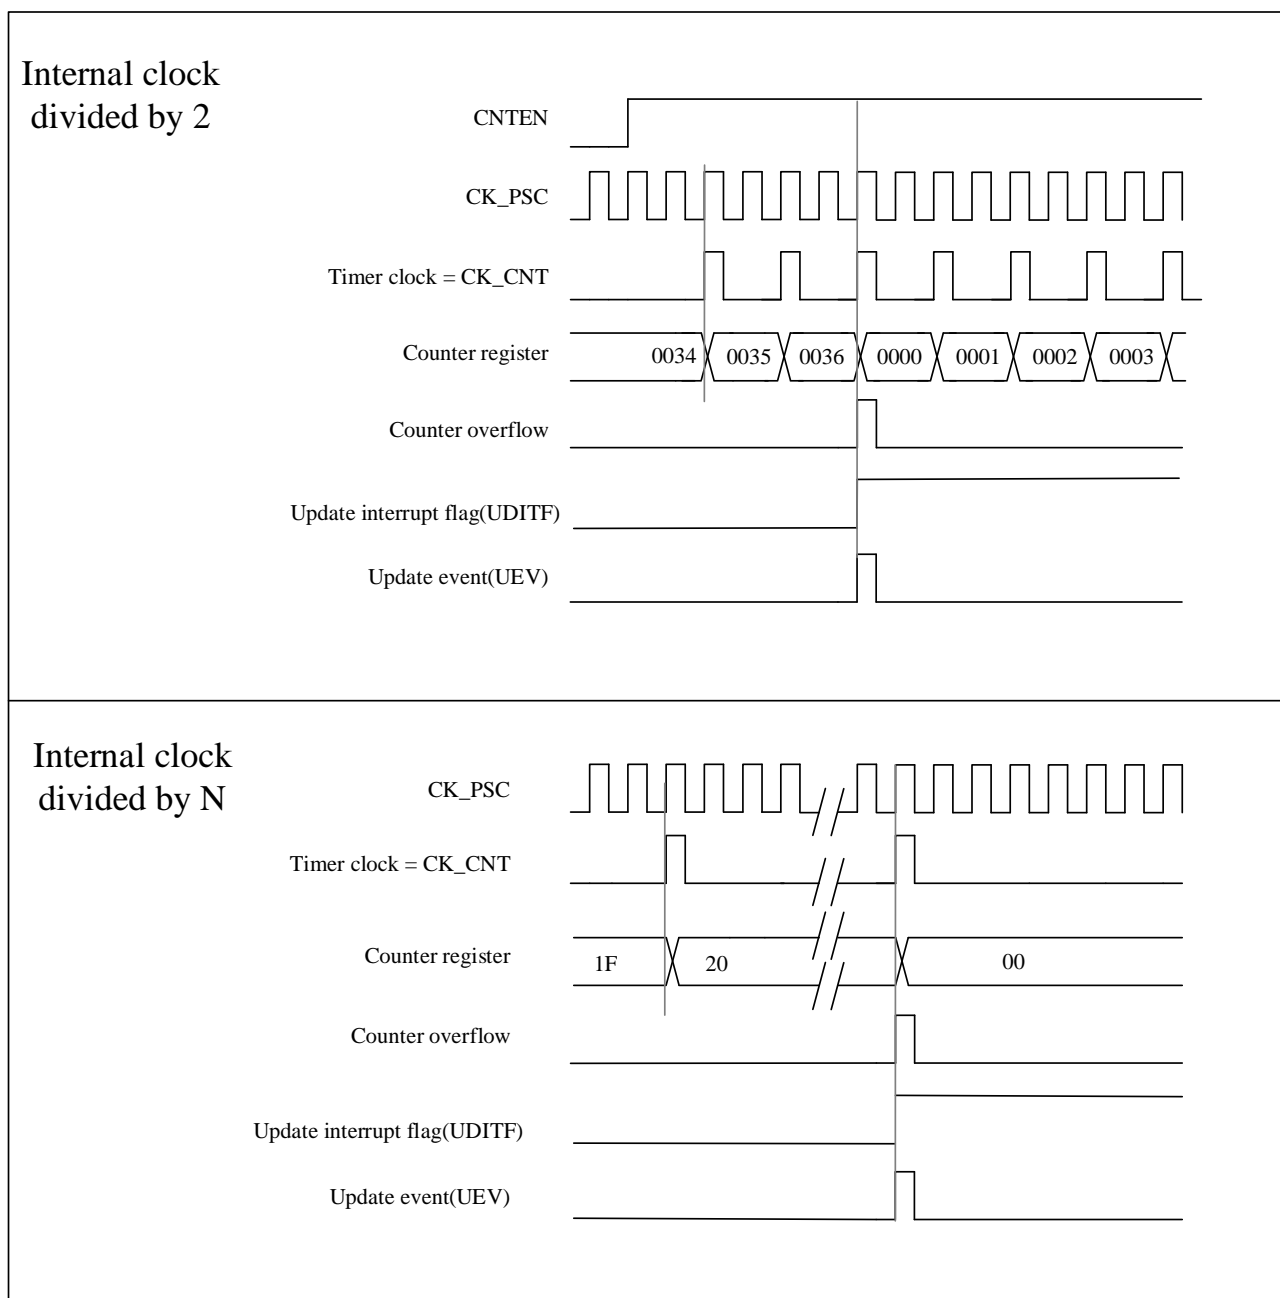 Internal clock
divided by 2
CNTEN
CK_PSC
Timer clock = CK_CNT
Counter register
0034 0035 0036 0000 0001 0002 0003
Counter overflow
Update interrupt flag(UDITF)
Update event(UEV)
Internal clock
divided by N
CK_PSC
Timer clock = CK_CNT
Counter register
1F 20 00
Counter overflow
Update interrupt flag(UDITF)
Update event(UEV)